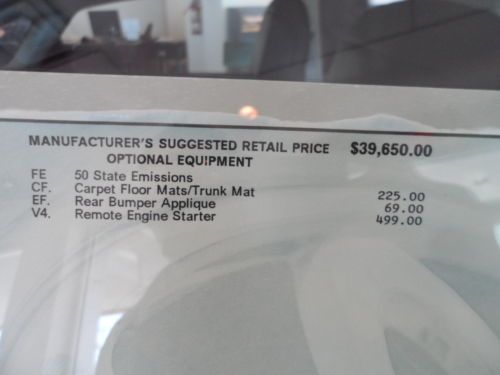 MANUFACTURER'S SUGGESTED RETAIL PRICE $39,650.00
OPTIONAL EQUIPMENT
FE 50 State Emissions
CF. Carpet Floor Mats/Trunk Mat 225.00
EF. Rear Bumper Applique 69.00
V4. Remote Engine Starter 499.00